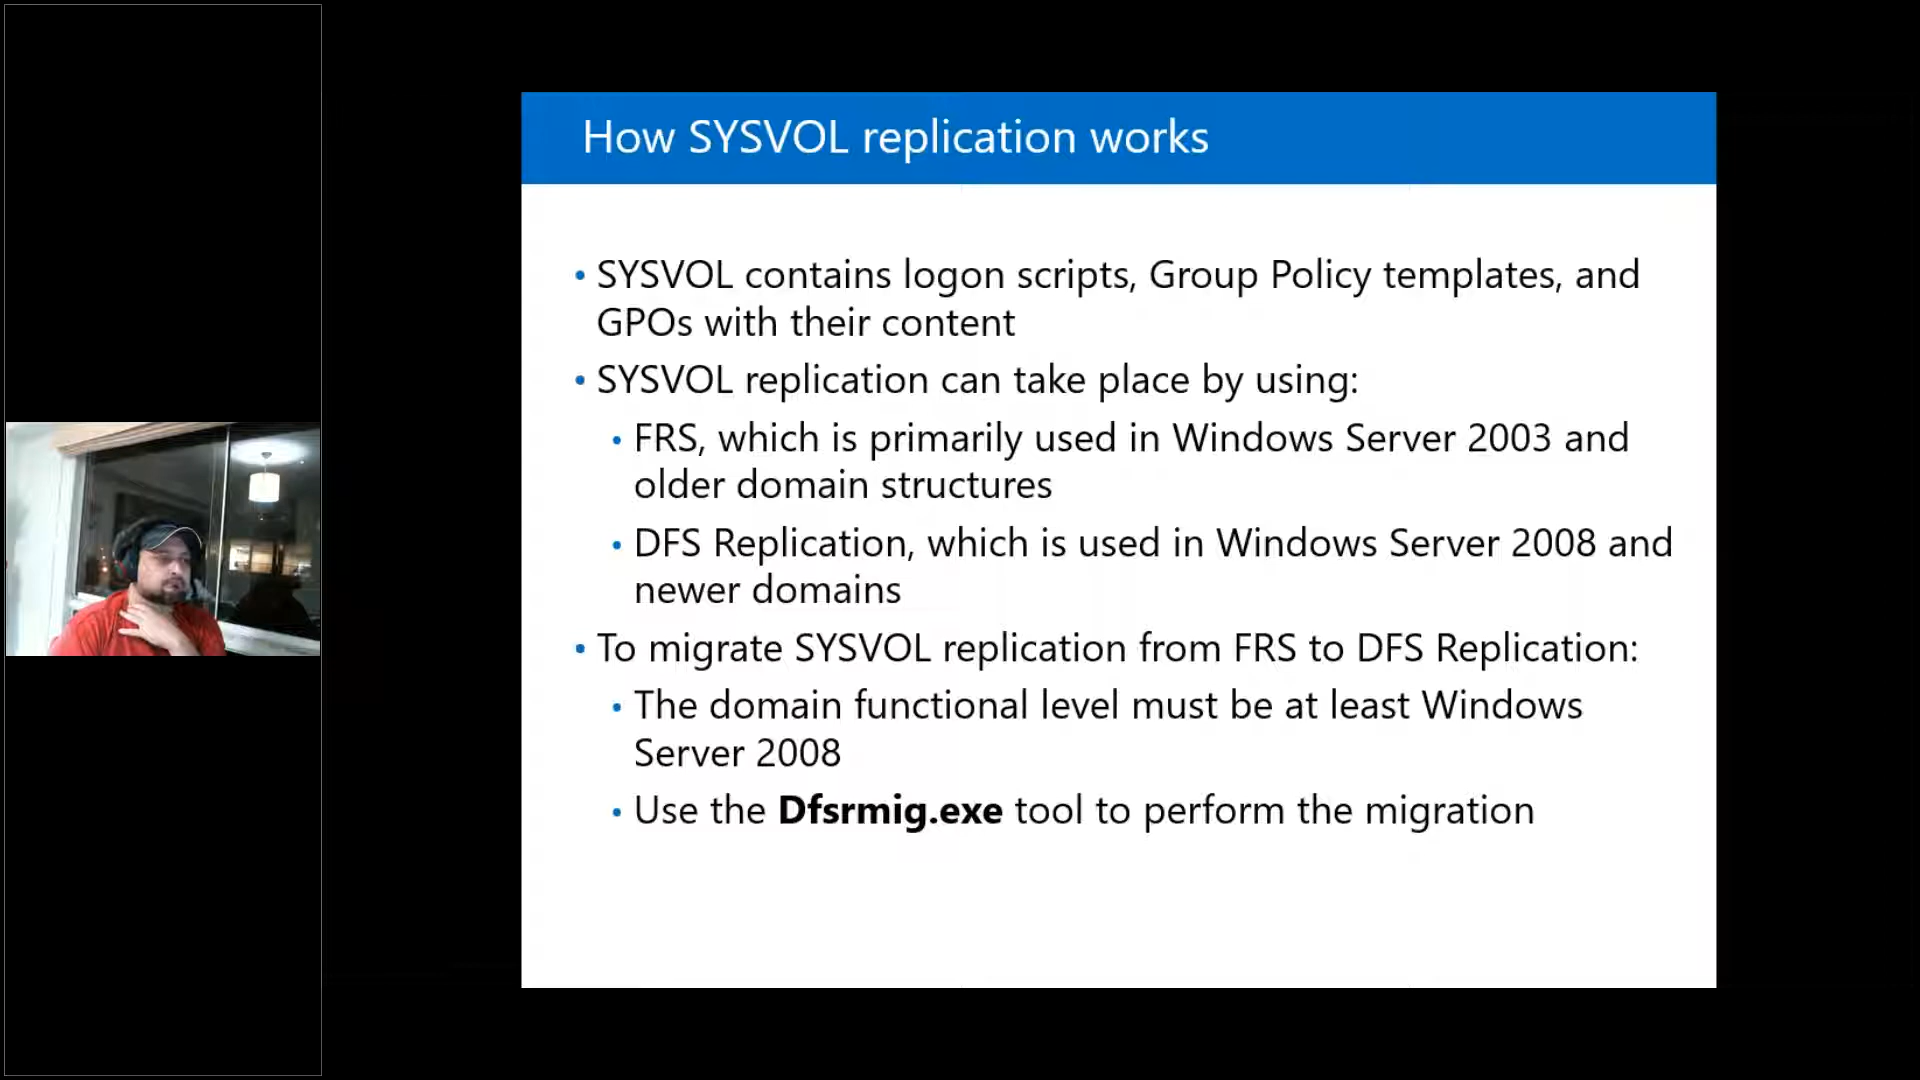 How SYSVOL replication works
• SYSVOL contains logon scripts, Group Policy templates, and
GPOs with their content
• SYSVOL replication can take place by using:
• FRS, which is primarily used in Windows Server 2003 and
older domain structures
• DFS Replication, which is used in Windows Server 2008 and
newer domains
• To migrate SYSVOL replication from FRS to DFS Replication:
• The domain functional level must be at least Windows
Server 2008
• Use the Dfsrmig.exe tool to perform the migration